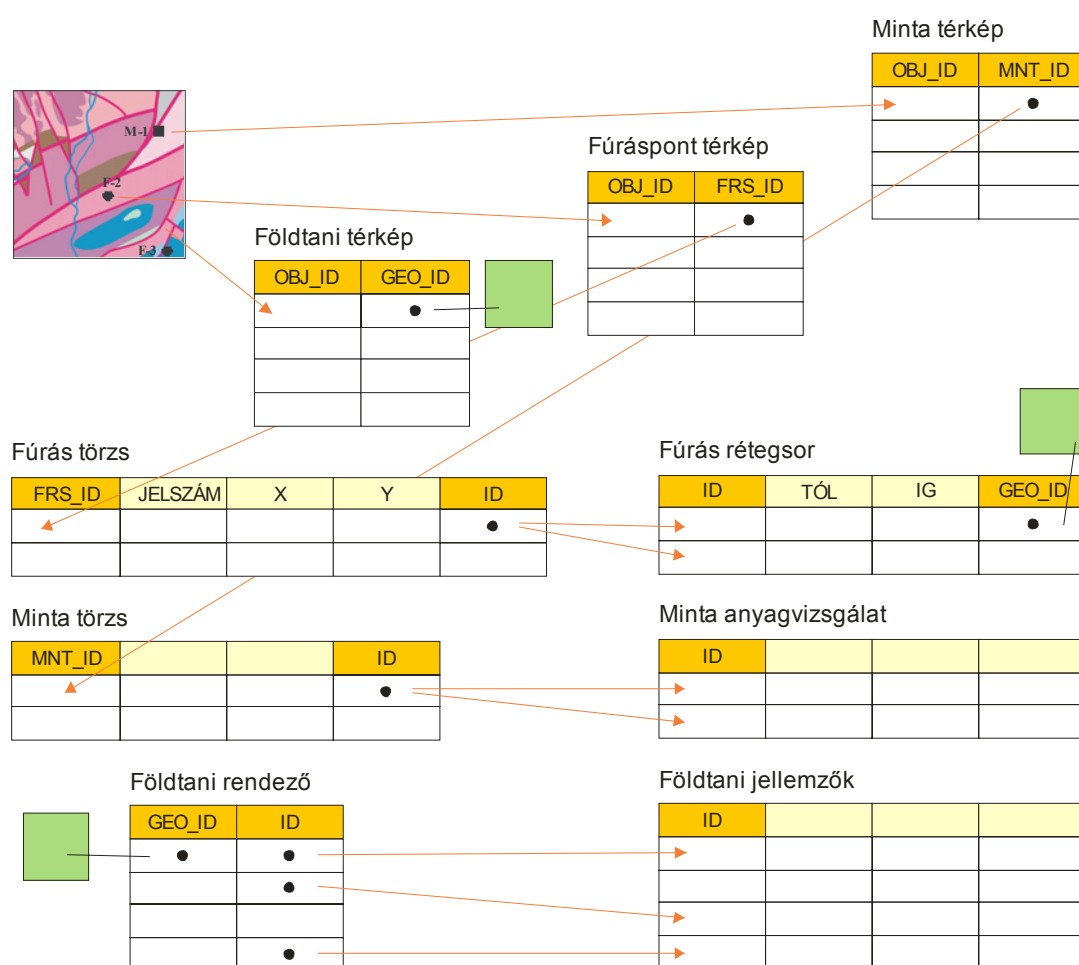 Minta térkép
OBJ_ID MNT_ID
M-1
F-2
F-3
Fúráspont térkép
OBJ_ID FRS_ID
Földtani térkép
OBJ_ID GEO_ID
Fúrás törzs
FRS_ID JELSZÁM X Y ID
Fúrás rétegsor
ID TÓL IG GEO_ID
Minta törzs
MNT_ID ID
Minta anyagvizsgálat
ID
Földtani rendező
GEO_ID ID
Földtani jellemzők
ID